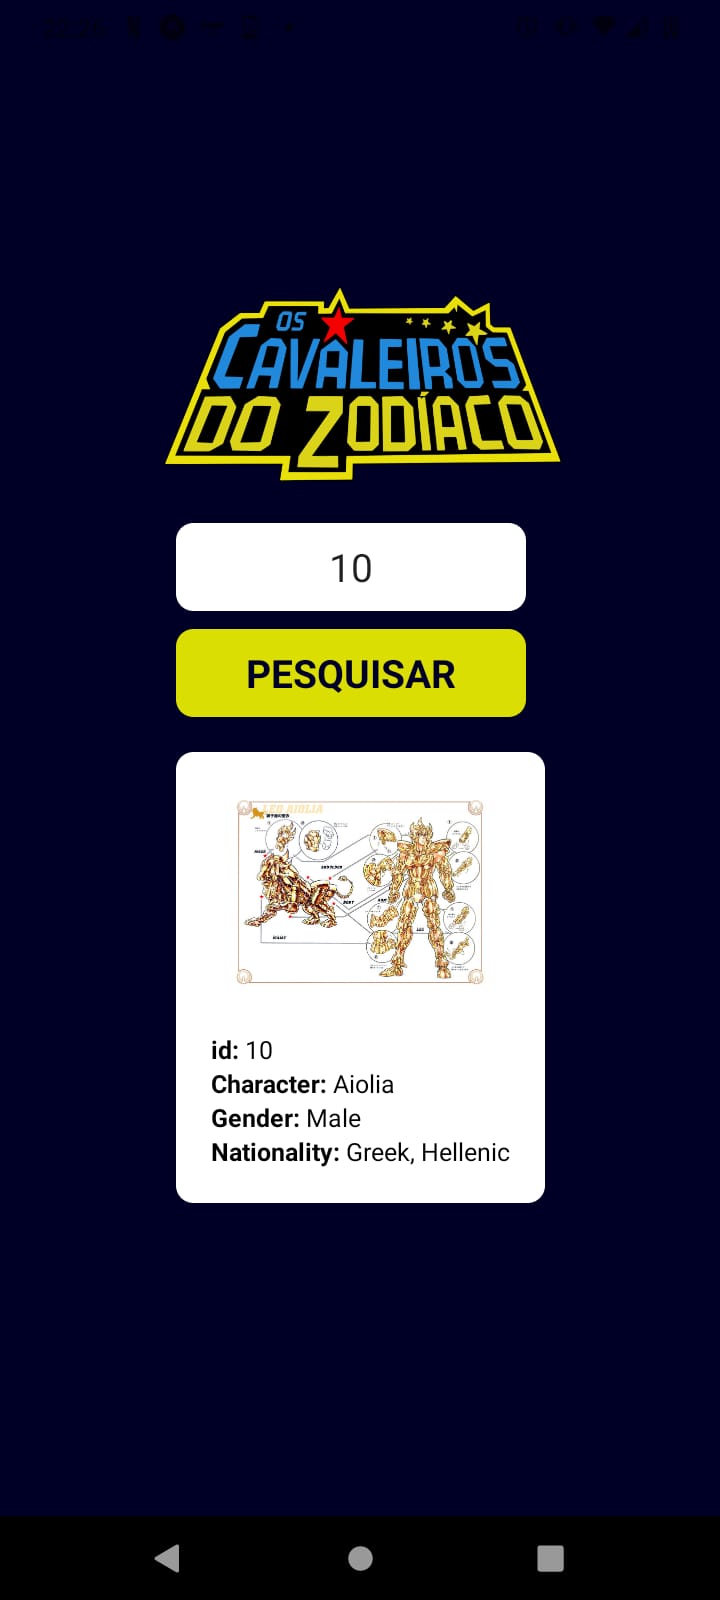 OS
CAVALEIROS
DO ZODÍACO
10
PESQUISAR
LEO AIOLIA
id: 10
Character: Aiolia
Gender: Male
Nationality: Greek, Hellenic